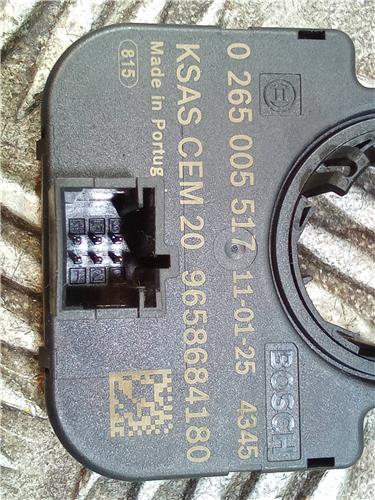 0 265 005 517 11-01-25 4345
BOSCH
KSAS CEM 20 9658684180
Made in Portug
815